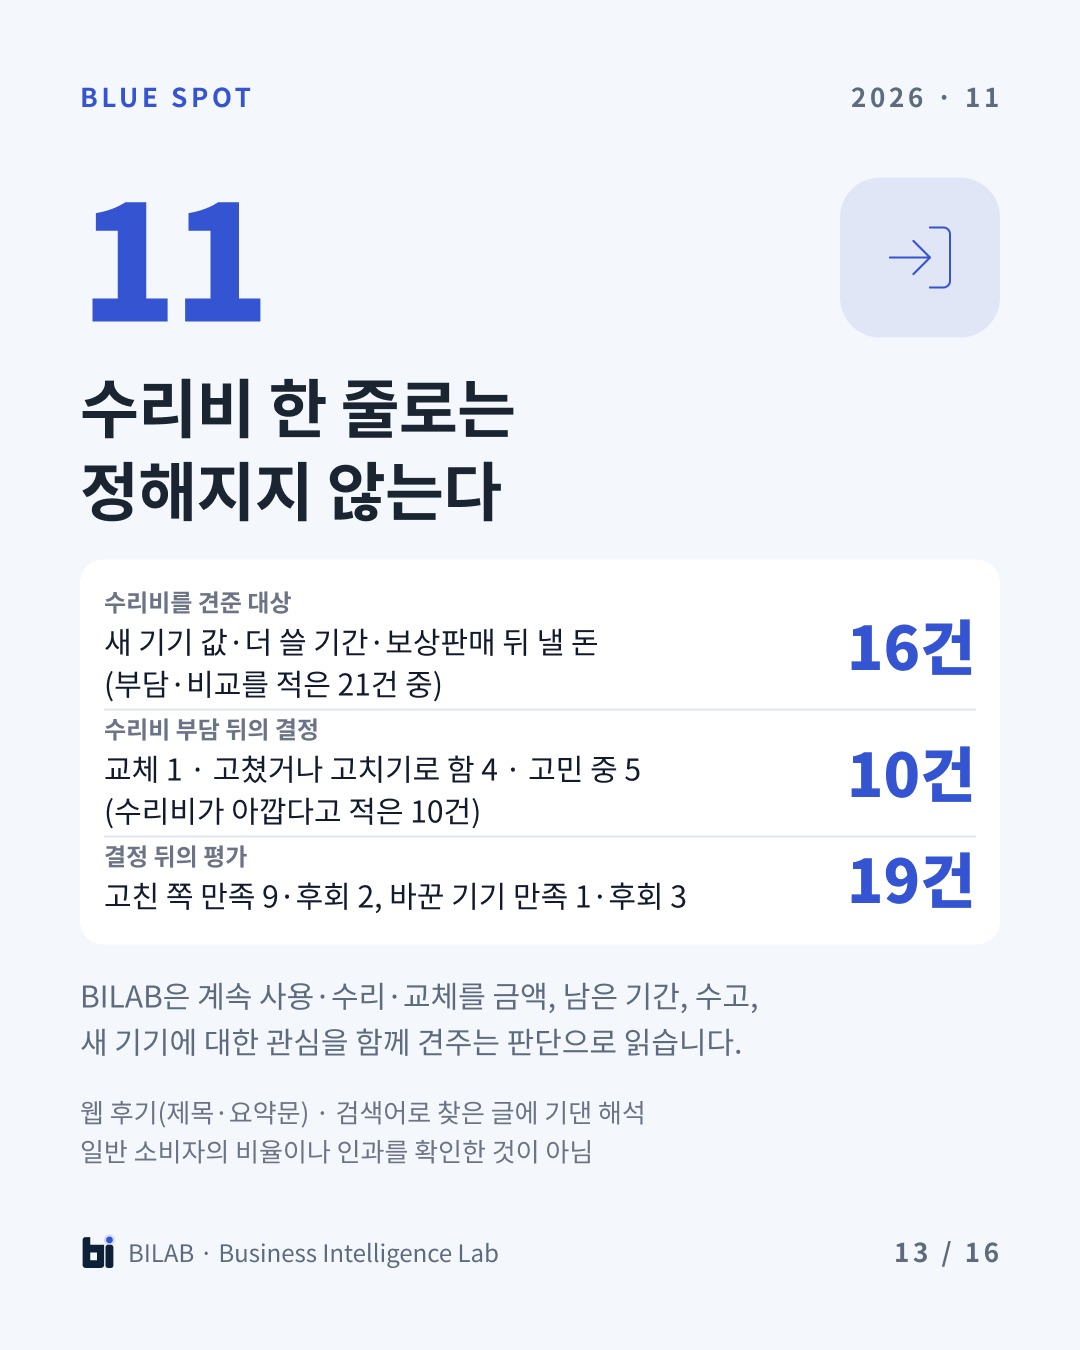 BLUE SPOT
2026 · 11
11
수리비 한 줄로는
정해지지 않는다
수리비를 견준 대상
새 기기 값·더 쓸 기간·보상판매 뒤 낼 돈
(부담·비교를 적은 21건 중)
16건
수리비 부담 뒤의 결정
교체 1 · 고쳤거나 고치기로 함 4 · 고민 중 5
(수리비가 아깝다고 적은 10건)
10건
결정 뒤의 평가
고친 쪽 만족 9·후회 2, 바꾼 기기 만족 1·후회 3
19건
BILAB은 계속 사용·수리·교체를 금액, 남은 기간, 수고,
새 기기에 대한 관심을 함께 견주는 판단으로 읽습니다.
웹 후기(제목·요약문) · 검색어로 찾은 글에 기댄 해석
일반 소비자의 비율이나 인과를 확인한 것이 아님
bi BILAB · Business Intelligence Lab
13 / 16